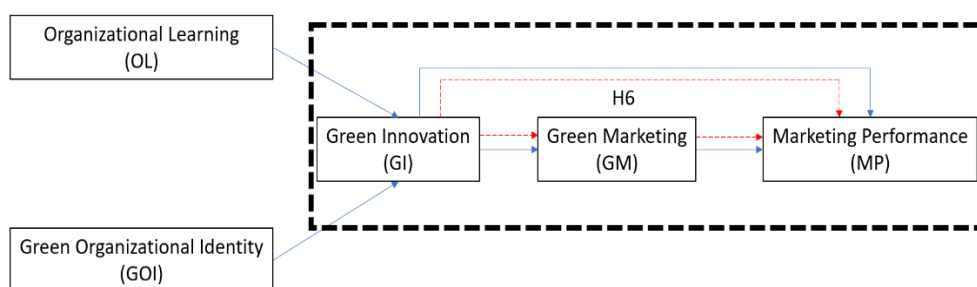 Organizational Learning
(OL)
H6
Green Innovation
(GI)
Green Marketing
(GM)
Marketing Performance
(MP)
Green Organizational Identity
(GOI)